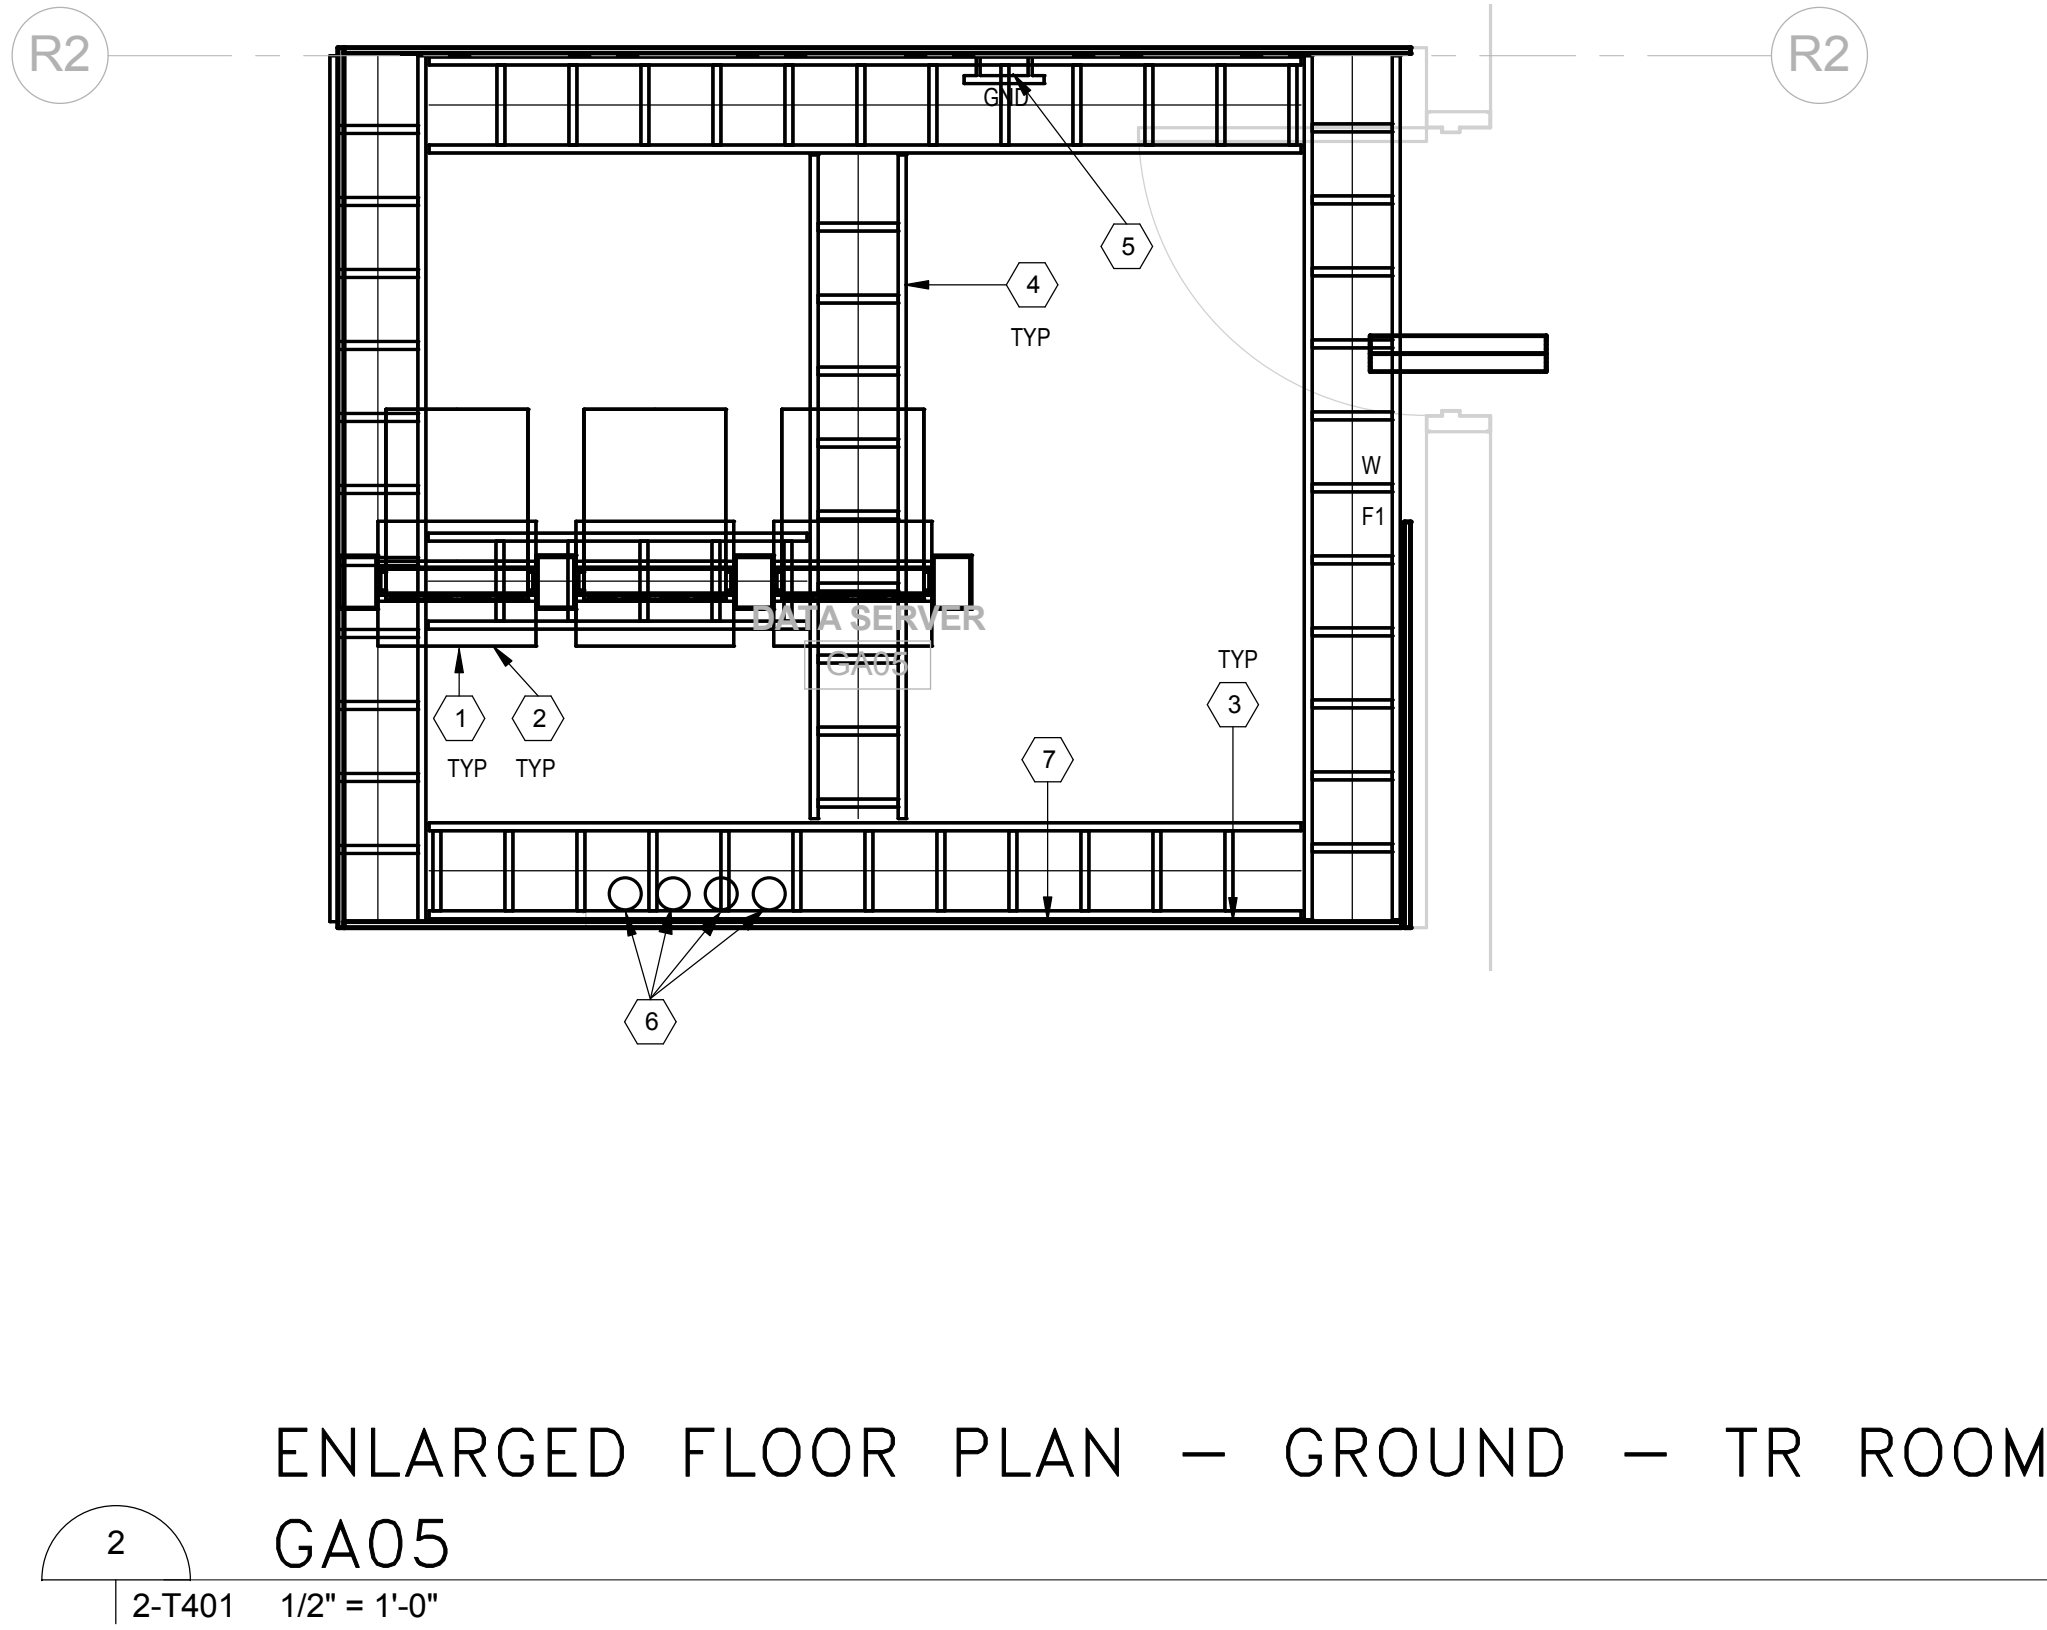 R2
R2
GND
5
4
TYP
W
F1
DATA SERVER
GA05
TYP
3
1
2
TYP
TYP
7
6
ENLARGED FLOOR PLAN - GROUND - TR ROOM
GA05
2
2-T401
1/2" = 1'-0"